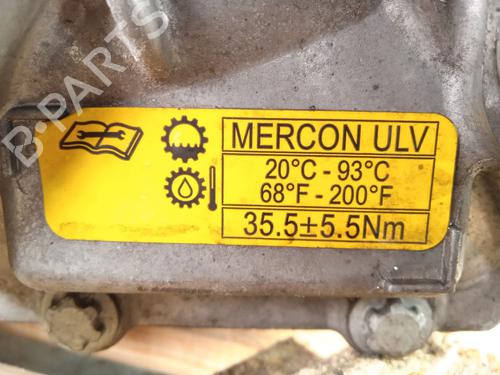 MERCON ULV
20°C - 93°C
68°F - 200°F
35.5±5.5Nm
B-PARTS